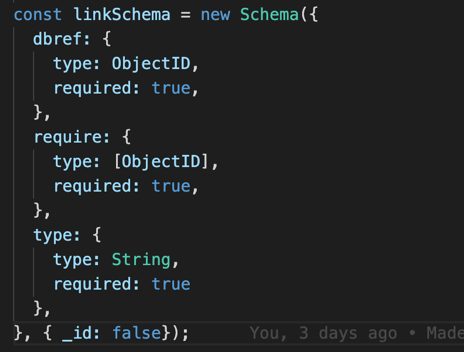 const linkSchema = new Schema({
  dbref: {
    type: ObjectID,
    required: true,
  },
  require: {
    type: [ObjectID],
    required: true,
  },
  type: {
    type: String,
    required: true
  },
}, { _id: false});      You, 3 days ago • Made